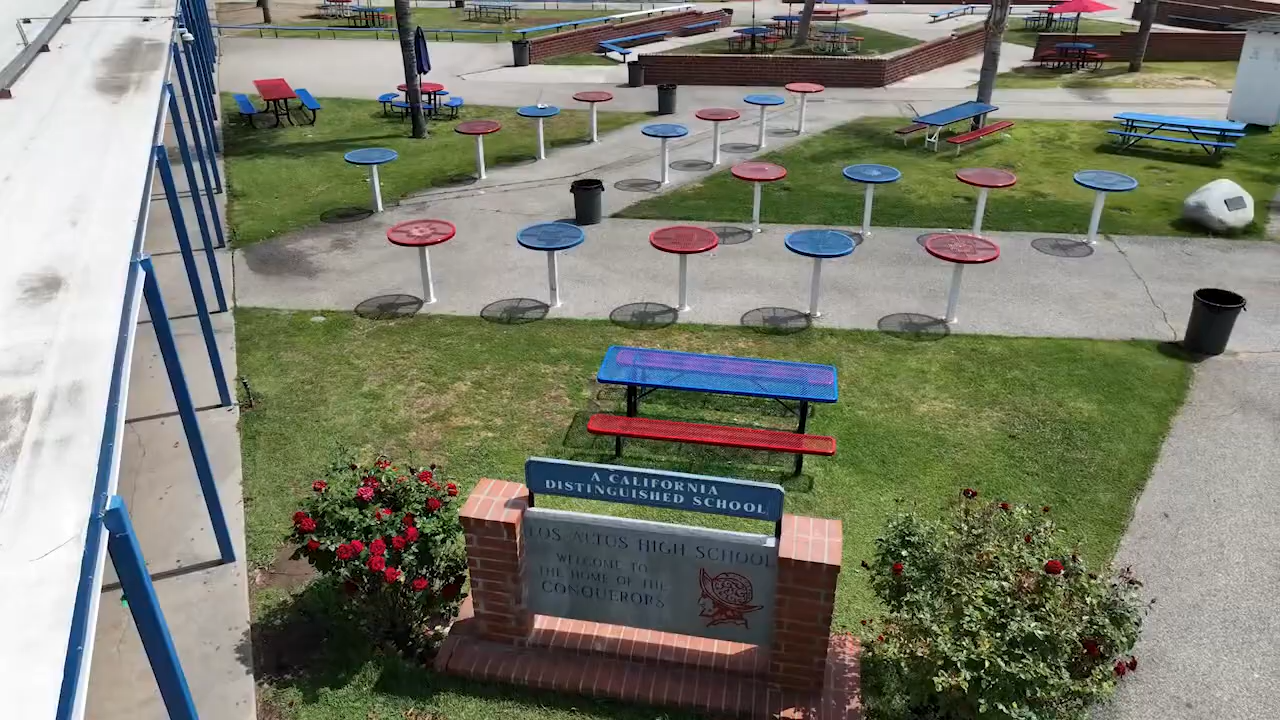 A CALIFORNIA
DISTINGUISHED SCHOOL
LOS ALTOS HIGH SCHOOL
WELCOME TO
THE HOME OF THE
CONQUERORS